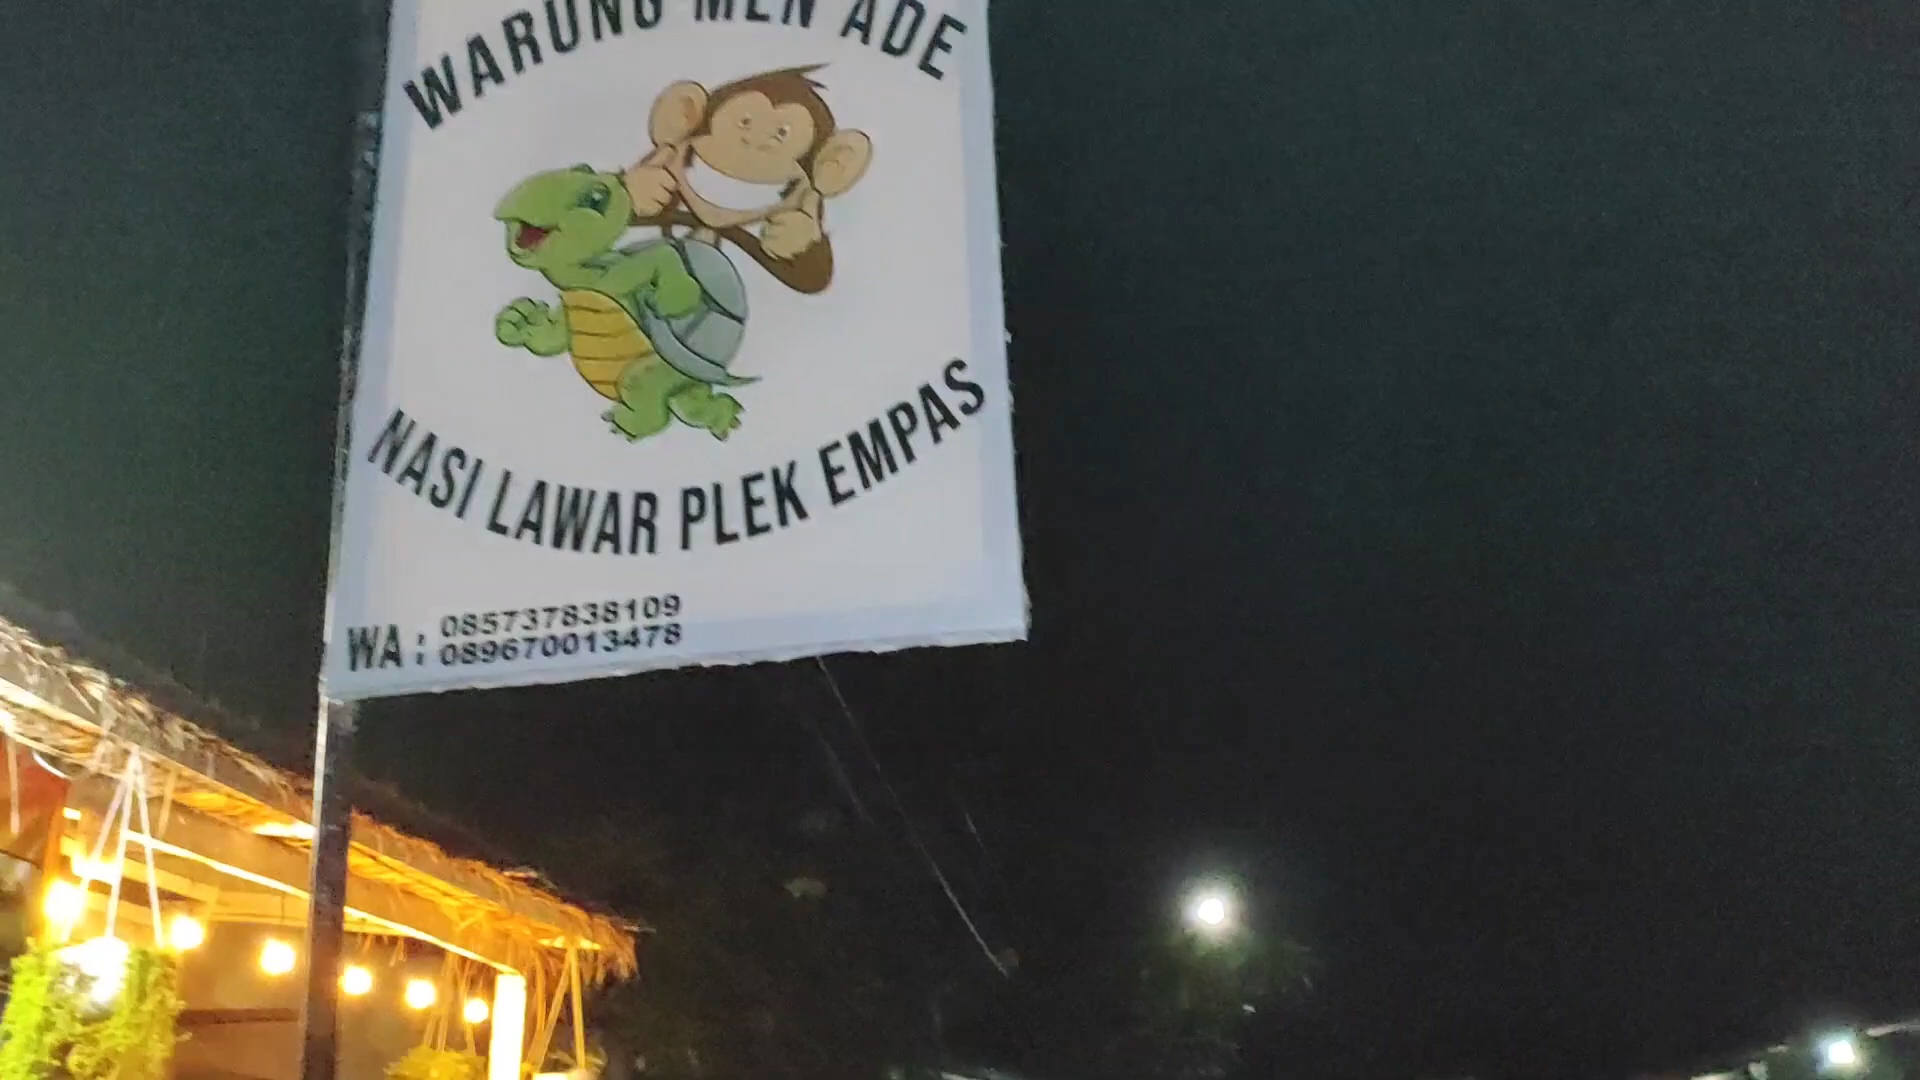 WARUNG MEN ADE
NASI LAWAR PLEK EMPAS
WA : 085737838109
089670013478